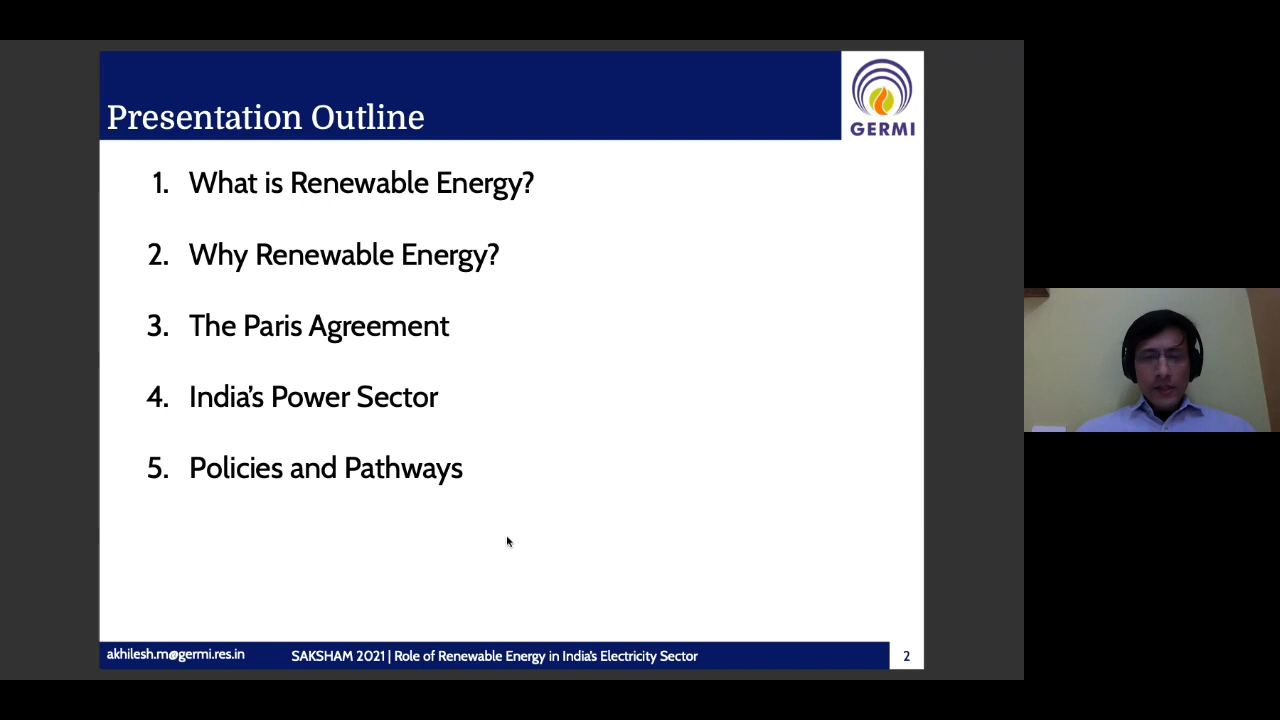 Presentation Outline
GERMI
1. What is Renewable Energy?
2. Why Renewable Energy?
3. The Paris Agreement
4. India's Power Sector
5. Policies and Pathways
akhilesh.m@germi.res.in
SAKSHAM 2021 | Role of Renewable Energy in India's Electricity Sector
2